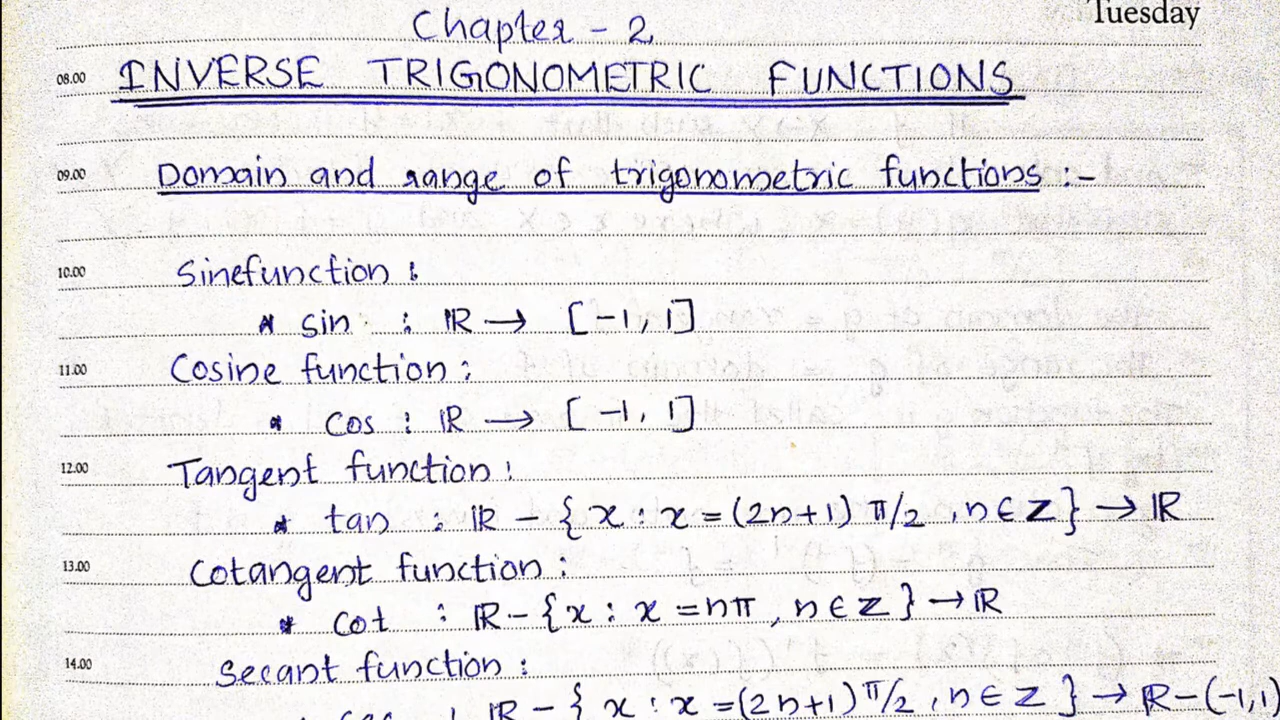 Tuesday
Chapter - 2
08.00 INVERSE TRIGONOMETRIC FUNCTIONS
09.00 Domain and range of trigonometric functions :-
10.00 Sinefunction :
* sin : ℝ → [-1, 1]
11.00 Cosine function :
* cos : ℝ → [-1, 1]
12.00 Tangent function :
* tan : ℝ - { x : x = (2n+1) π/2 , n ∈ Z } → ℝ
13.00 Cotangent function :
* cot : ℝ - { x : x = nπ , n ∈ Z } → ℝ
14.00 Secant function :
: ℝ - { x : x = (2n+1) π/2 , n ∈ Z } → ℝ - (-1,1)